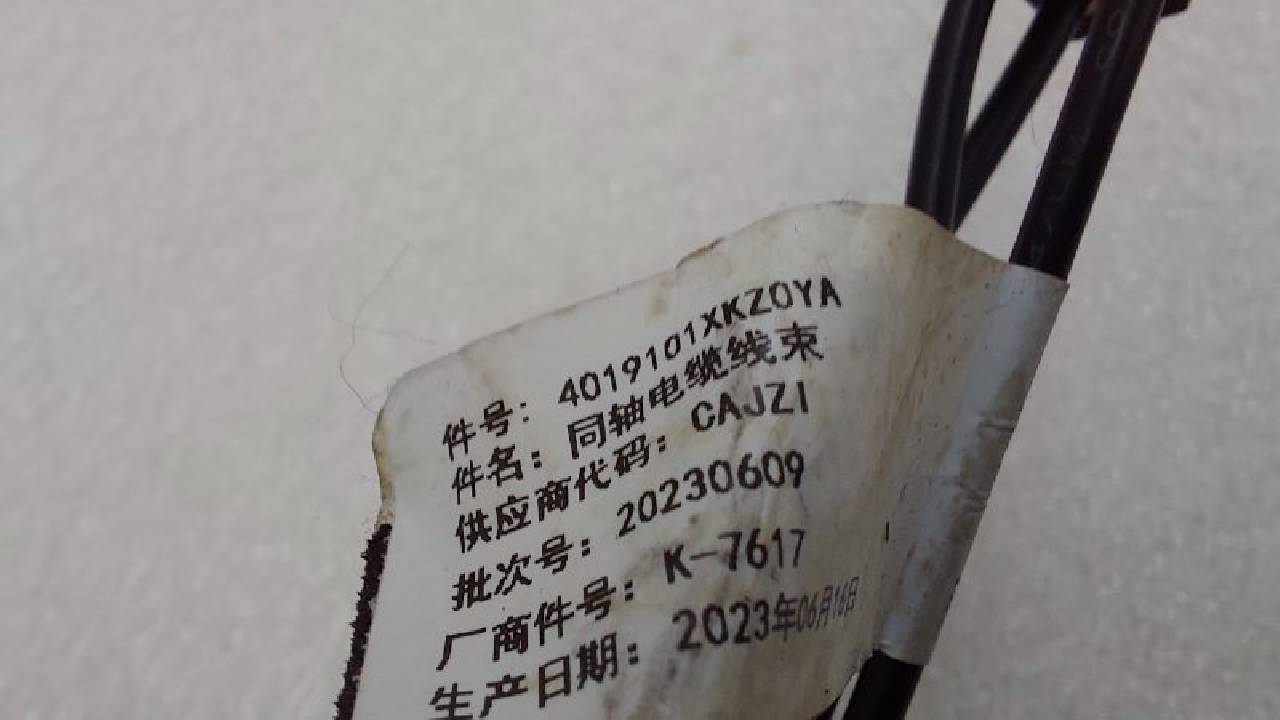 件号：4019101XKZ0YA
件名：同轴电缆线束
供应商代码：CAJZI
批次号：20230609
厂商件号：K-7617
生产日期：2023年06月16日